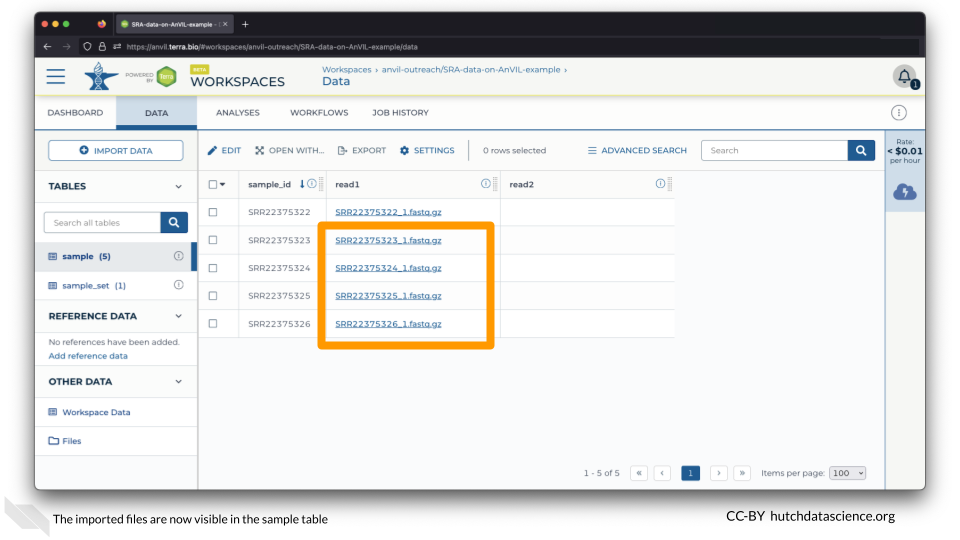 SRA-data-on-AnVIL-example - 
https://anvil.terra.bio/#workspaces/anvil-outreach/SRA-data-on-AnVIL-example/data
POWERED BY Terra
BETA
WORKSPACES
Workspaces › anvil-outreach/SRA-data-on-AnVIL-example ›
Data
1
DASHBOARD DATA ANALYSES WORKFLOWS JOB HISTORY
IMPORT DATA EDIT OPEN WITH... EXPORT SETTINGS 0 rows selected ADVANCED SEARCH Search
Rate:
< $0.01
per hour
TABLES
sample_id read1 read2
Search all tables
SRR22375322 SRR22375322_1.fastq.gz
SRR22375323 SRR22375323_1.fastq.gz
sample (5)
SRR22375324 SRR22375324_1.fastq.gz
sample_set (1)
SRR22375325 SRR22375325_1.fastq.gz
REFERENCE DATA
SRR22375326 SRR22375326_1.fastq.gz
No references have been added.
Add reference data
OTHER DATA
Workspace Data
Files
1 - 5 of 5 « ‹ 1 › » Items per page: 100
The imported files are now visible in the sample table
CC-BY hutchdatascience.org